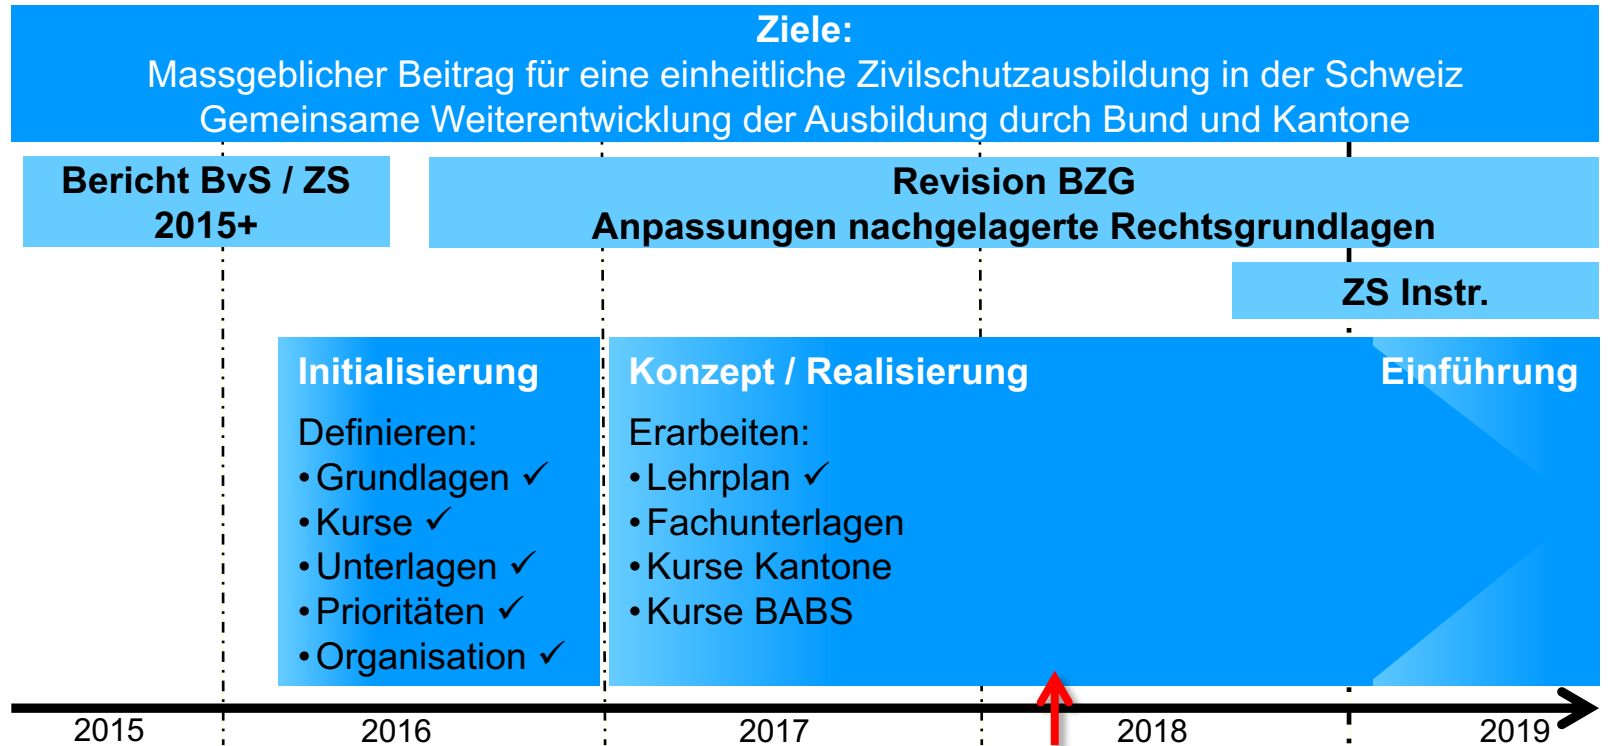 Ziele:
Massgeblicher Beitrag für eine einheitliche Zivilschutzausbildung in der Schweiz
Gemeinsame Weiterentwicklung der Ausbildung durch Bund und Kantone
Bericht BvS / ZS
2015+
Revision BZG
Anpassungen nachgelagerte Rechtsgrundlagen
ZS Instr.
Initialisierung
Definieren:
• Grundlagen ✓
• Kurse ✓
• Unterlagen ✓
• Prioritäten ✓
• Organisation ✓
Konzept / Realisierung
Erarbeiten:
• Lehrplan ✓
• Fachunterlagen
• Kurse Kantone
• Kurse BABS
Einführung
2015 2016 2017 2018 2019